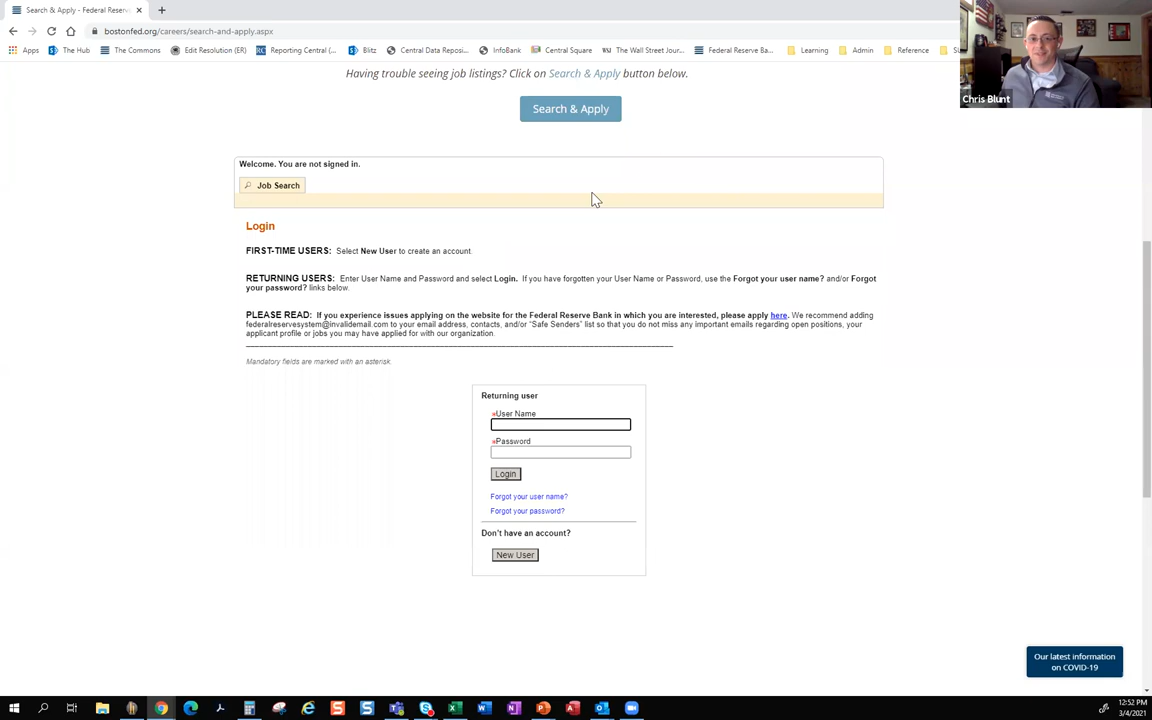 Search & Apply - Federal Reserv
bostonfed.org/careers/search-and-apply.aspx
Apps The Hub The Commons Edit Resolution (ER) Reporting Central (... Blitz Central Data Reposi... InfoBank Central Square The Wall Street Jour... Federal Reserve Ba... Learning Admin Reference
Chris Blunt
Having trouble seeing job listings? Click on Search & Apply button below.
Search & Apply
Welcome. You are not signed in.
Job Search
Login
FIRST-TIME USERS: Select New User to create an account.
RETURNING USERS: Enter User Name and Password and select Login. If you have forgotten your User Name or Password, use the Forgot your user name? and/or Forgot
your password? links below.
PLEASE READ: If you experience issues applying on the website for the Federal Reserve Bank in which you are interested, please apply here. We recommend adding
federalreservesystem@invalidemail.com to your email address, contacts, and/or "Safe Senders" list so that you do not miss any important emails regarding open positions, your
applicant profile or jobs you may have applied for with our organization.
Mandatory fields are marked with an asterisk.
Returning user
*User Name
*Password
Login
Forgot your user name?
Forgot your password?
Don't have an account?
New User
Our latest information
on COVID-19
12:52 PM
3/4/2021